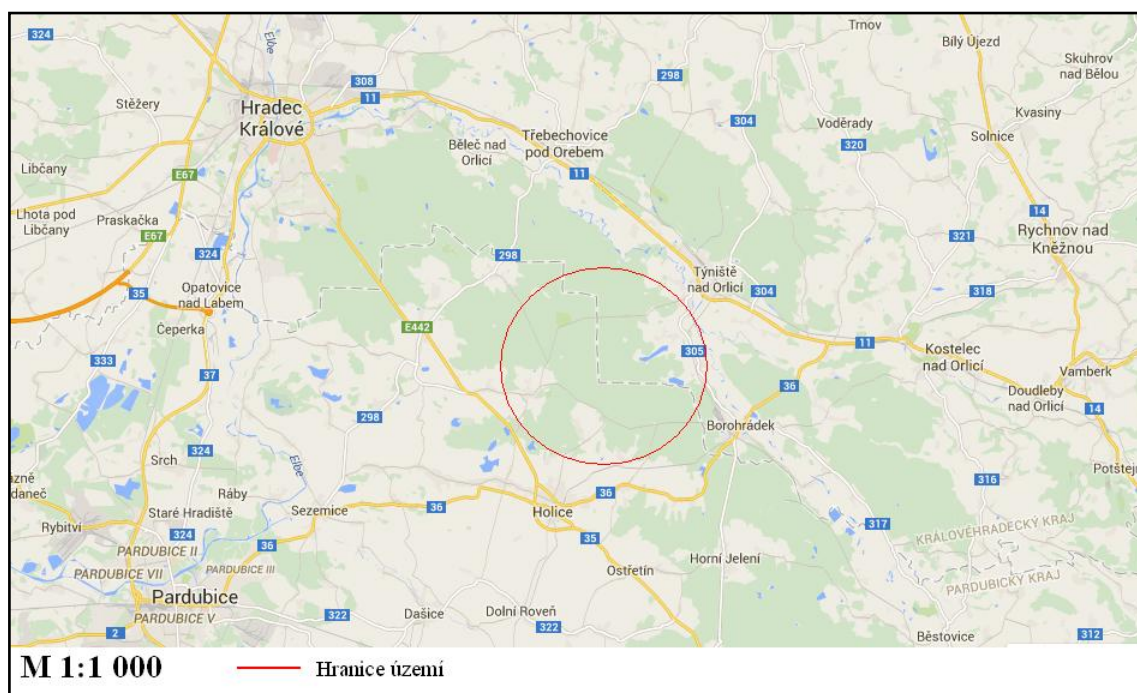 324
Elbe
Trnov
Bílý Újezd
Skuhrov
nad Bělou
298
308
11
Stěžery
Hradec
Králové
Kvasiny
304
Voděrady
Třebechovice
pod Orebem
Běleč nad
Orlicí
320
Solnice
Libčany
E67
11
14
Lhota pod
Libčany
Praskačka
Rychnov nad
Kněžnou
E67
324
298
321
Týniště
nad Orlicí
304
318
Opatovice
nad Labem
35
Čeperka
E442
305
11
333
Kostelec
nad Orlicí
37
36
Vamberk
Doudleby
nad Orlicí
14
298
Borohrádek
324
Srch
Elbe
Potštejn
ázně
daneč
Ráby
36
316
Staré Hradiště
Sezemice
36
Holice
Rybitví
324
317
KRÁLOVÉHRADECKÝ KRAJ
PARDUBICE II
36
35
PARDUBICE VII
PARDUBICE III
Horní Jelení
Ostřetín
PARDUBICKÝ KRAJ
Pardubice
PARDUBICE V
322
Dašice
Dolní Roveň
322
2
Běstovice
312
M 1:1 000
Hranice území